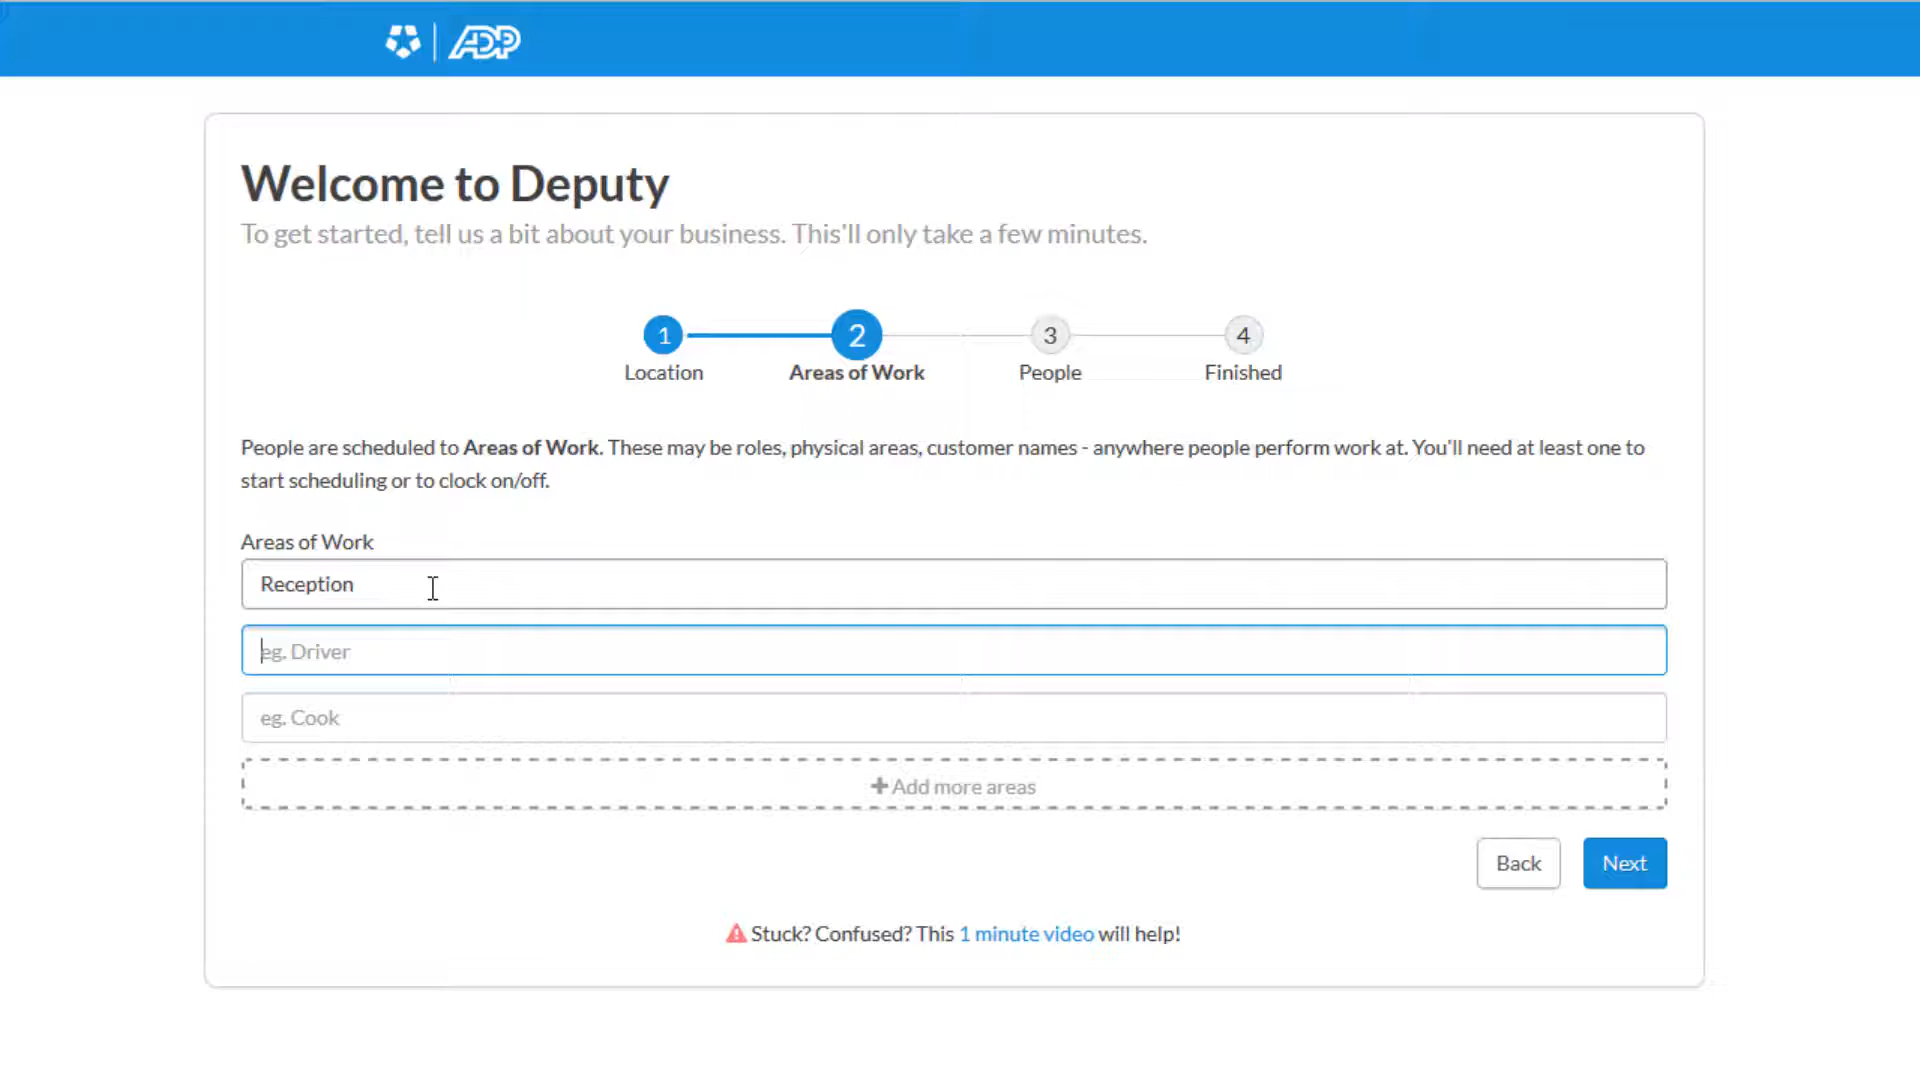 ADP
Welcome to Deputy
To get started, tell us a bit about your business. This'll only take a few minutes.
1 2 3 4
Location Areas of Work People Finished
People are scheduled to Areas of Work. These may be roles, physical areas, customer names - anywhere people perform work at. You'll need at least one to
start scheduling or to clock on/off.
Areas of Work
Reception
eg. Driver
eg. Cook
+ Add more areas
Back Next
Stuck? Confused? This 1 minute video will help!